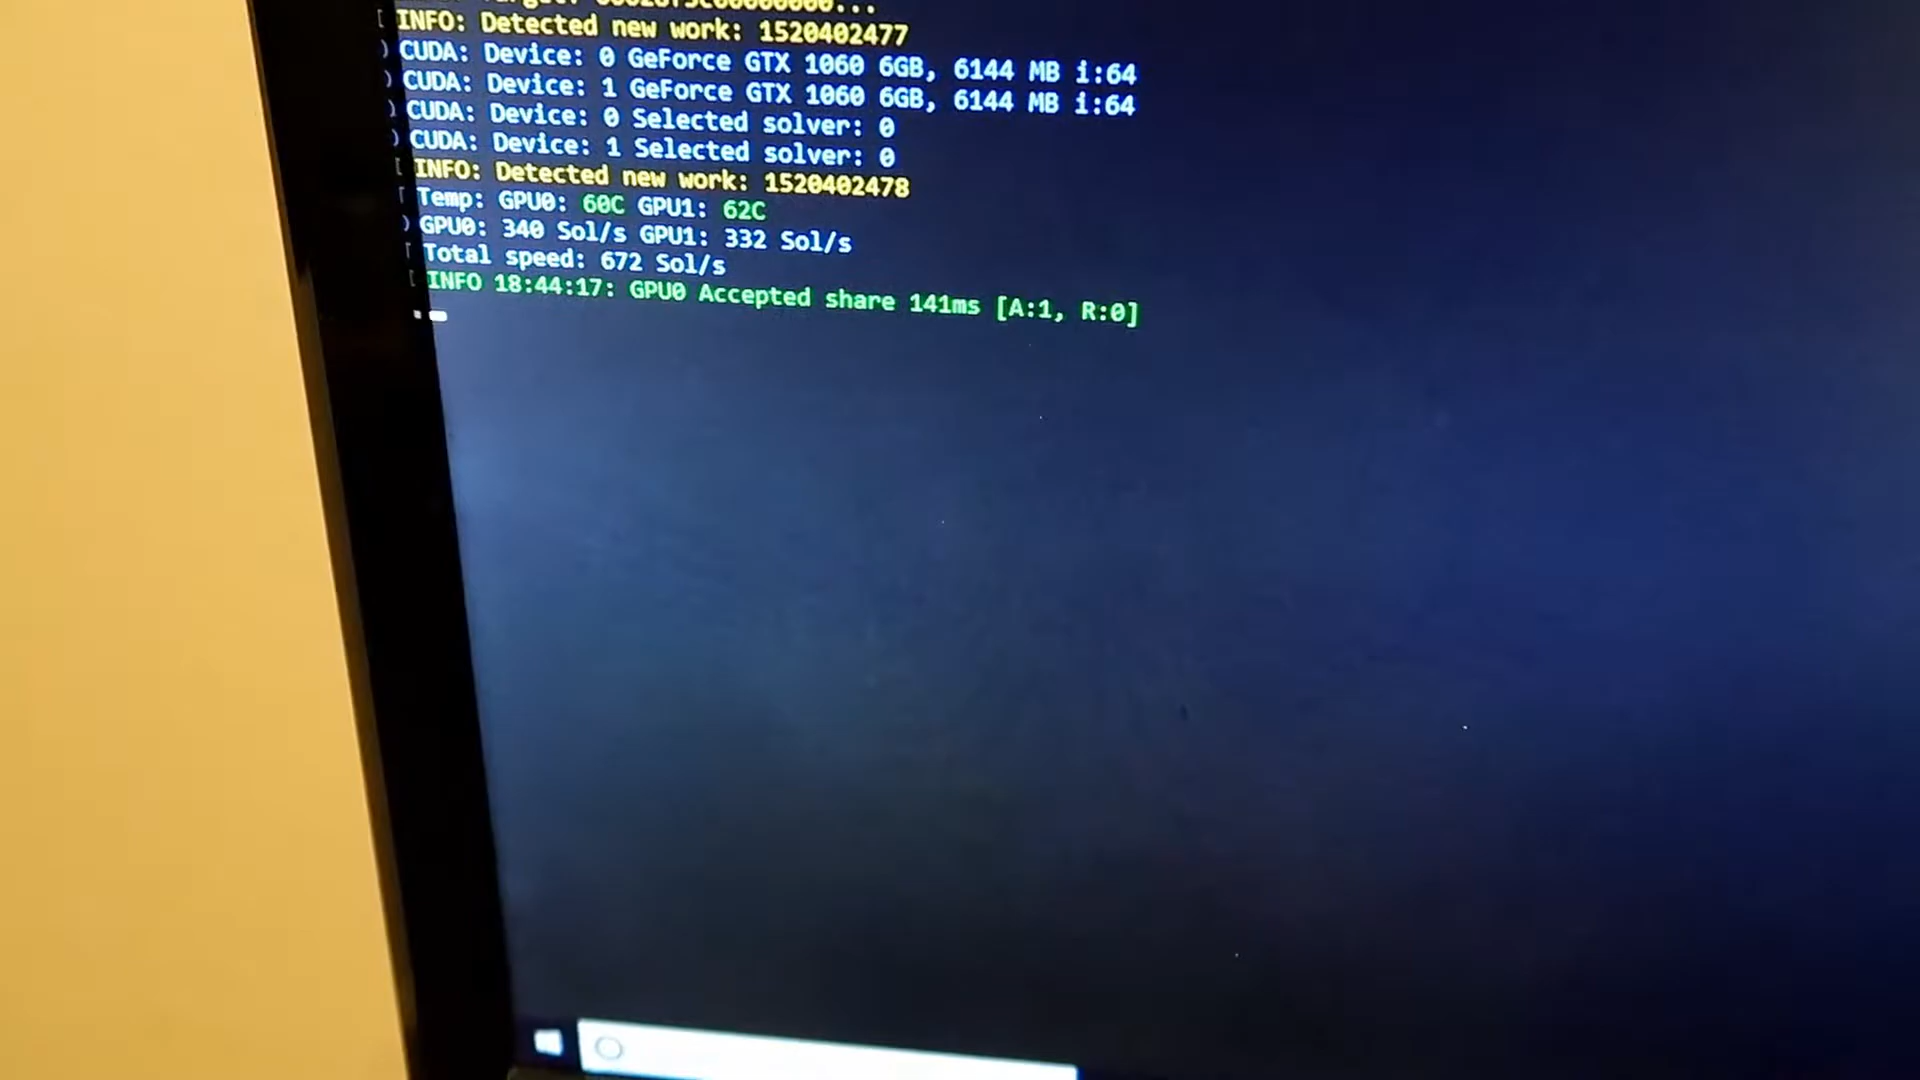 INFO: Detected new work: 1520402477
CUDA: Device: 0 GeForce GTX 1060 6GB, 6144 MB i:64
CUDA: Device: 1 GeForce GTX 1060 6GB, 6144 MB i:64
CUDA: Device: 0 Selected solver: 0
CUDA: Device: 1 Selected solver: 0
INFO: Detected new work: 1520402478
Temp: GPU0: 60C GPU1: 62C
GPU0: 340 Sol/s GPU1: 332 Sol/s
Total speed: 672 Sol/s
INFO 18:44:17: GPU0 Accepted share 141ms [A:1, R:0]